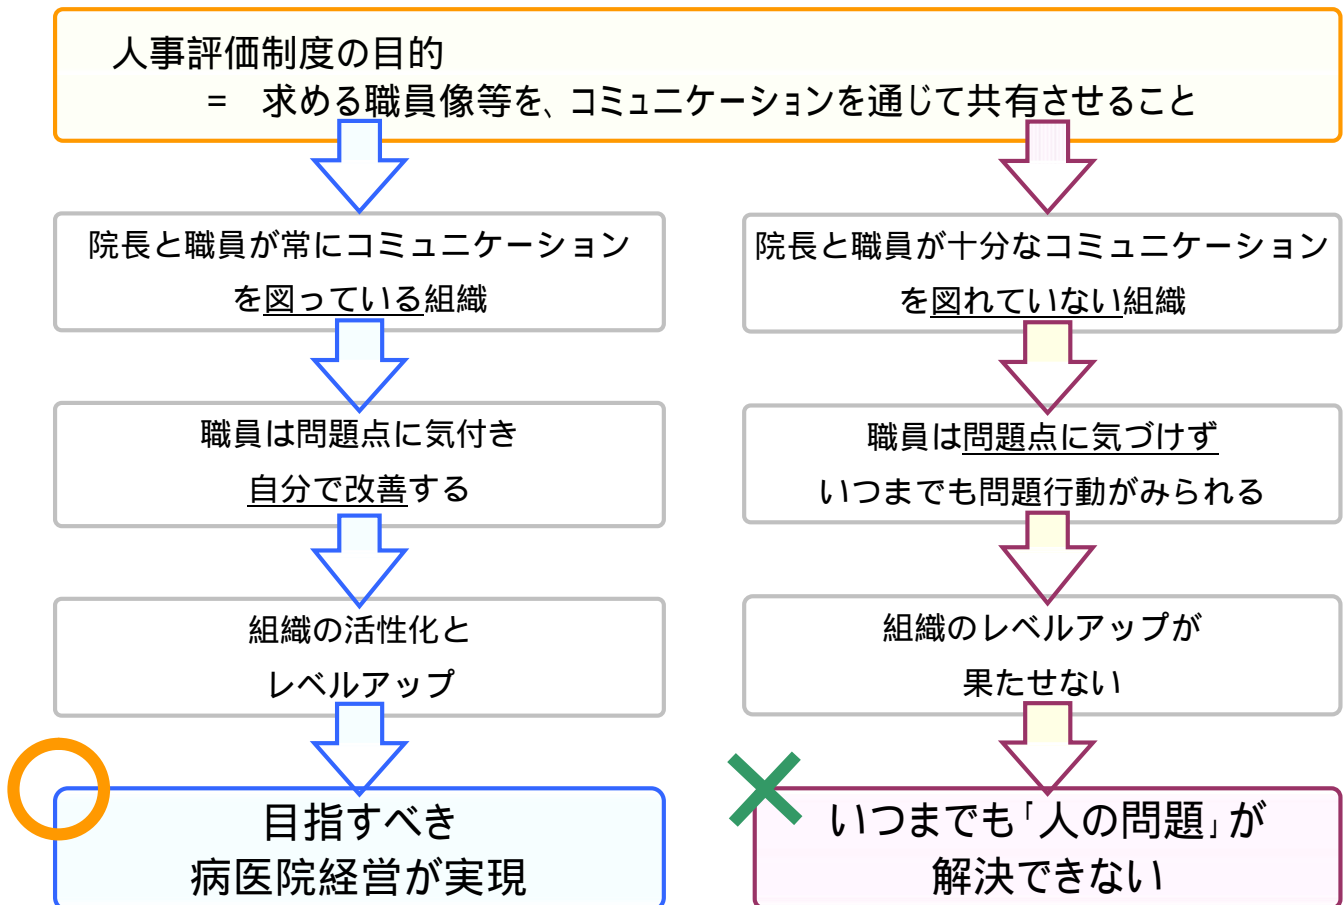 人事評価制度の目的
= 求める職員像等を、コミュニケーションを通じて共有させること
院長と職員が常にコミュニケーション
を図っている組織
職員は問題点に気付き
自分で改善する
組織の活性化と
レベルアップ
目指すべき
病医院経営が実現
院長と職員が十分なコミュニケーション
を図れていない組織
職員は問題点に気づけず
いつまでも問題行動がみられる
組織のレベルアップが
果たせない
いつまでも「人の問題」が
解決できない